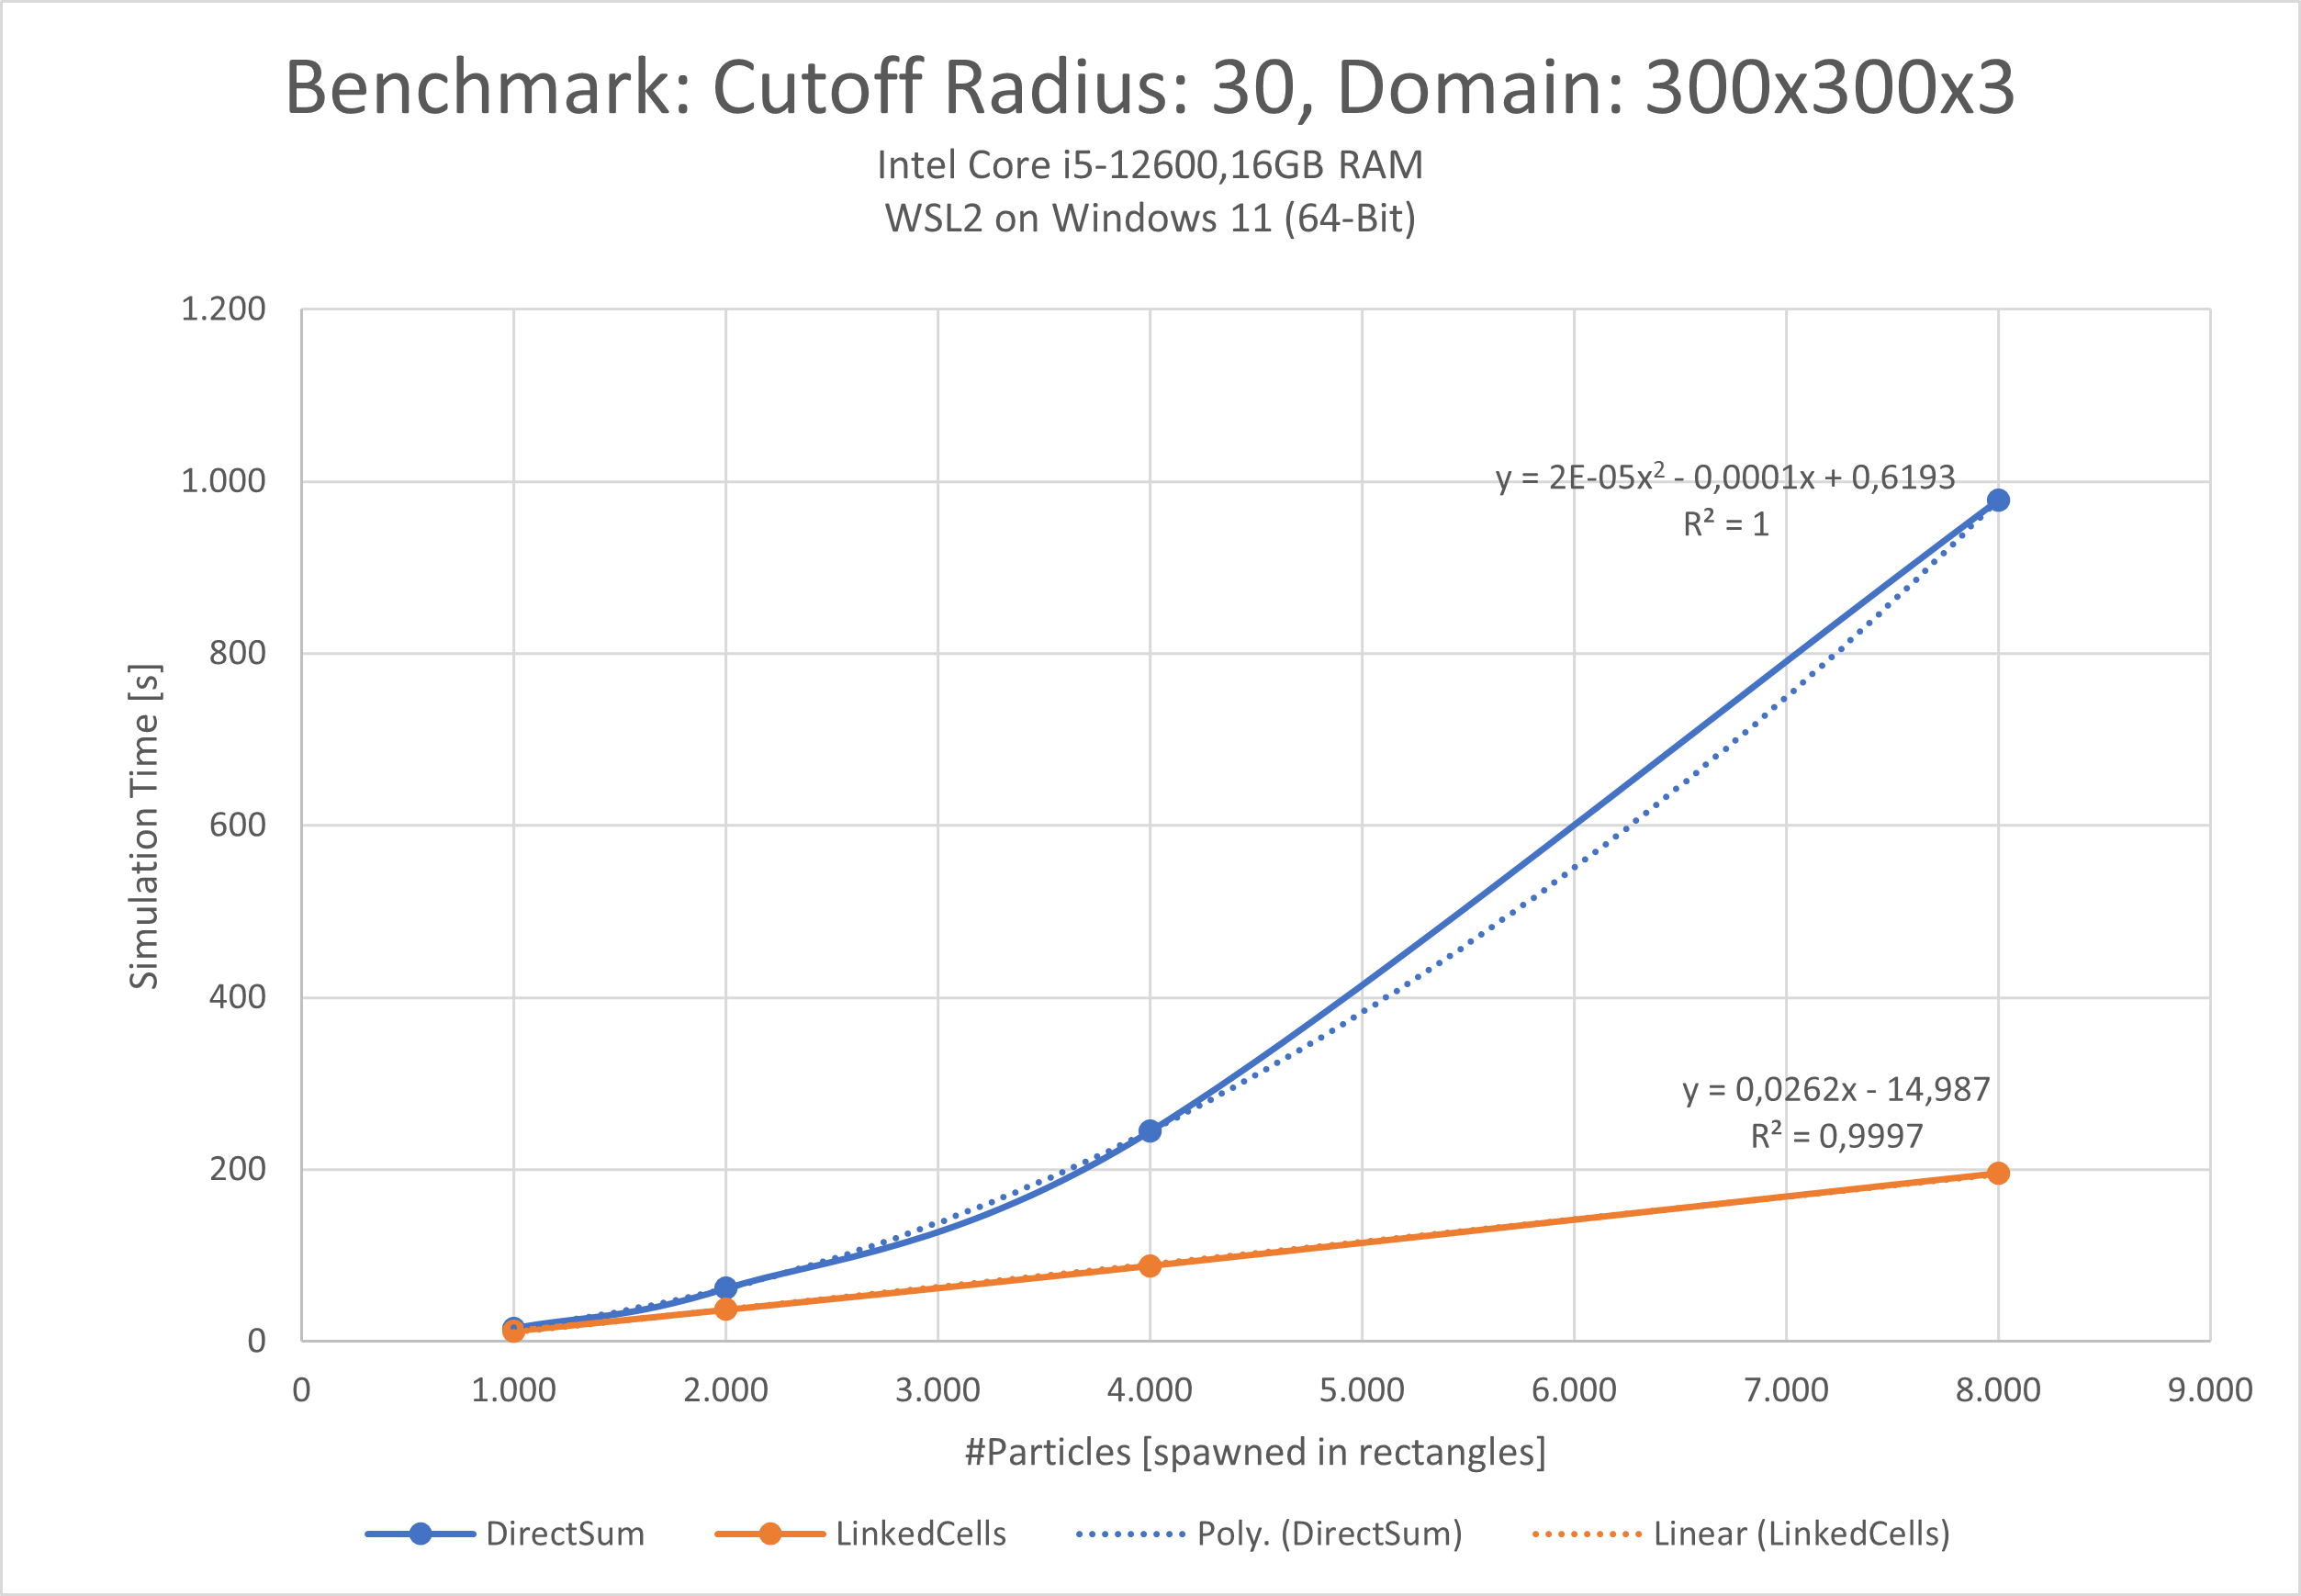 Benchmark: Cutoff Radius: 30, Domain: 300x300x3
Intel Core i5-12600,16GB RAM
WSL2 on Windows 11 (64-Bit)
1.200
1.000
800
600
400
200
0
Simulation Time [s]
y = 2E-05x² - 0,0001x + 0,6193
R² = 1
y = 0,0262x - 14,987
R² = 0,9997
0 1.000 2.000 3.000 4.000 5.000 6.000 7.000 8.000 9.000
#Particles [spawned in rectangles]
DirectSum LinkedCells Poly. (DirectSum) Linear (LinkedCells)